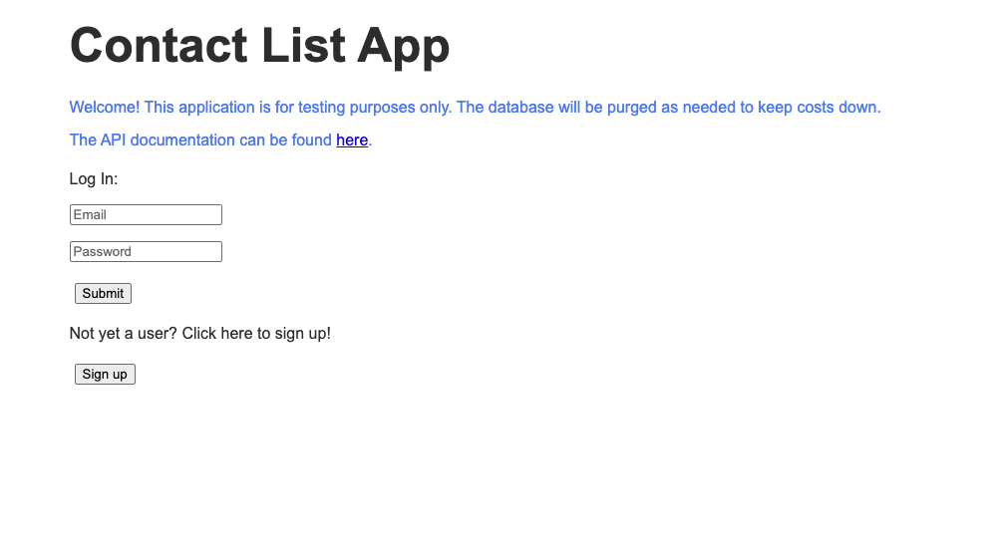 Contact List App
Welcome! This application is for testing purposes only. The database will be purged as needed to keep costs down.
The API documentation can be found here.
Log In:
Email
Password
Submit
Not yet a user? Click here to sign up!
Sign up